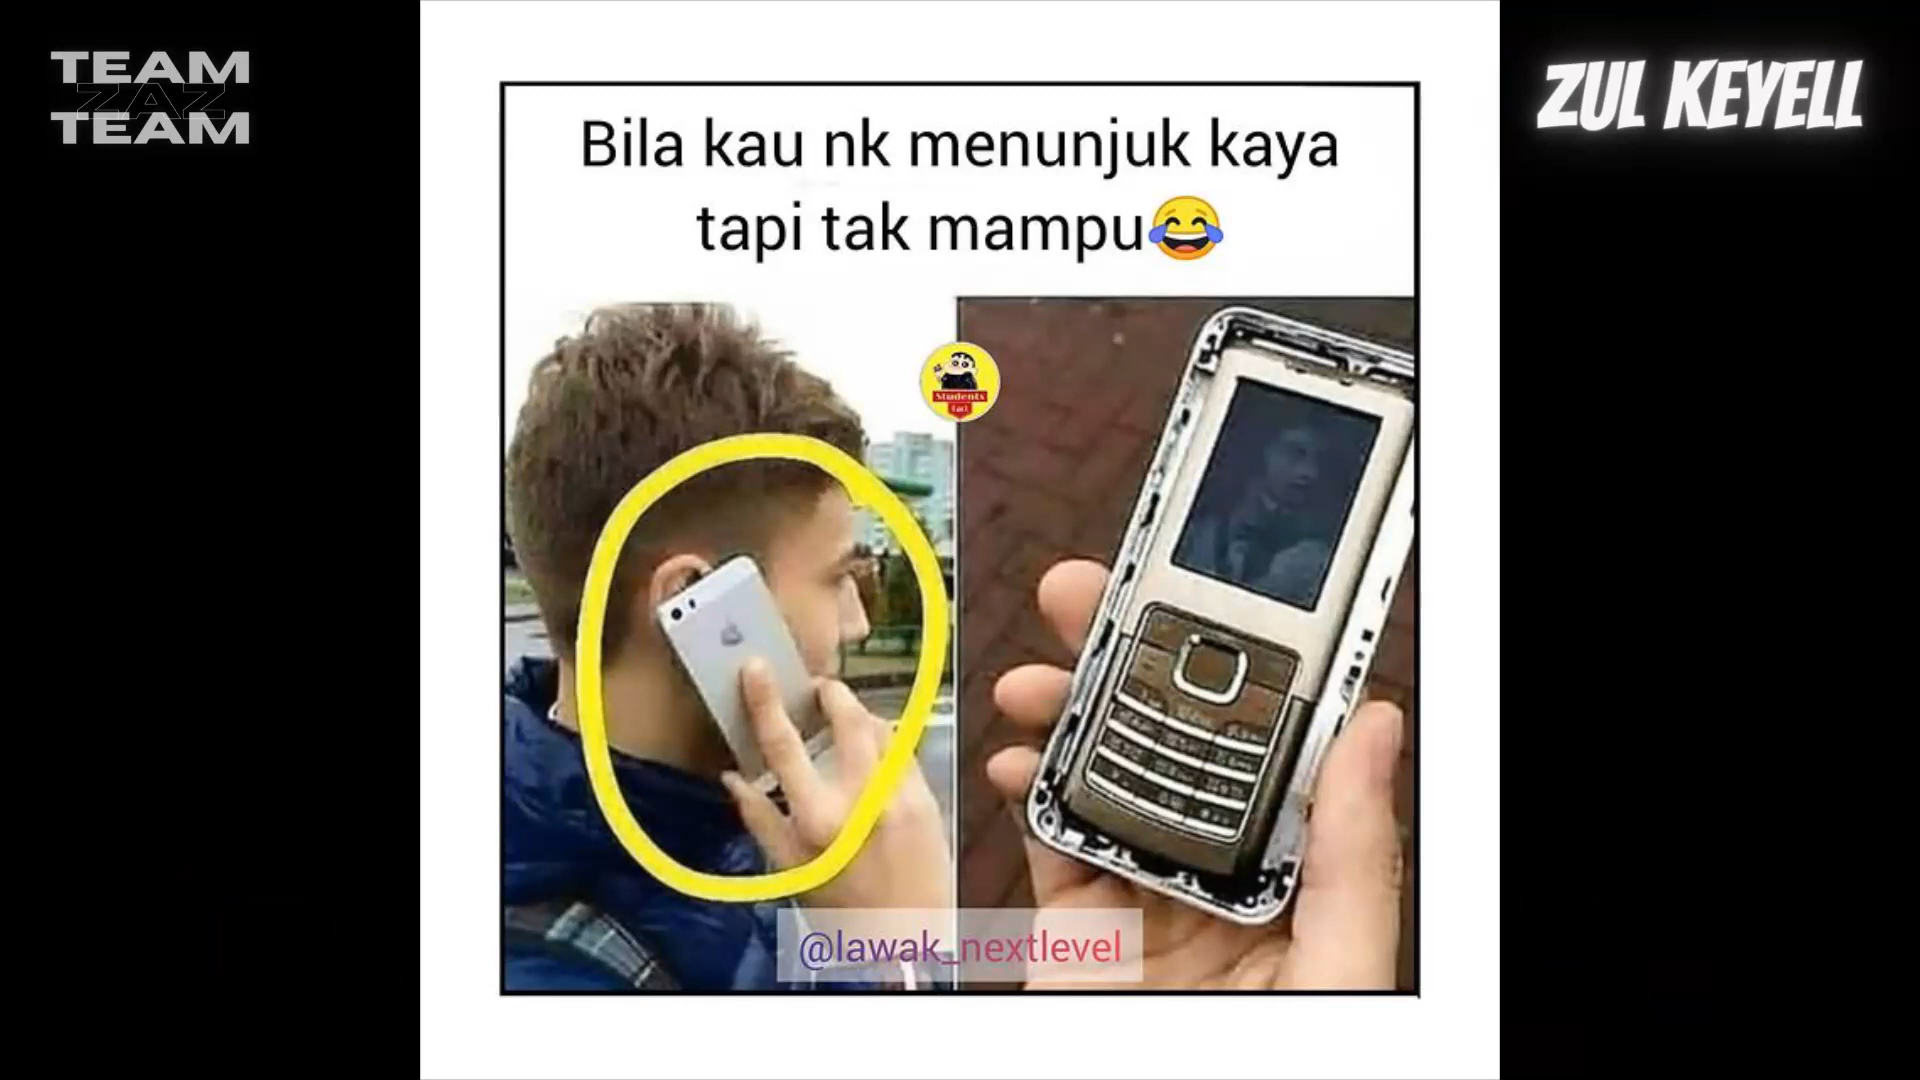 TEAM
ZAZ
TEAM
ZUL KEYELL
Bila kau nk menunjuk kaya
tapi tak mampu😂
Students
@lawak_nextlevel